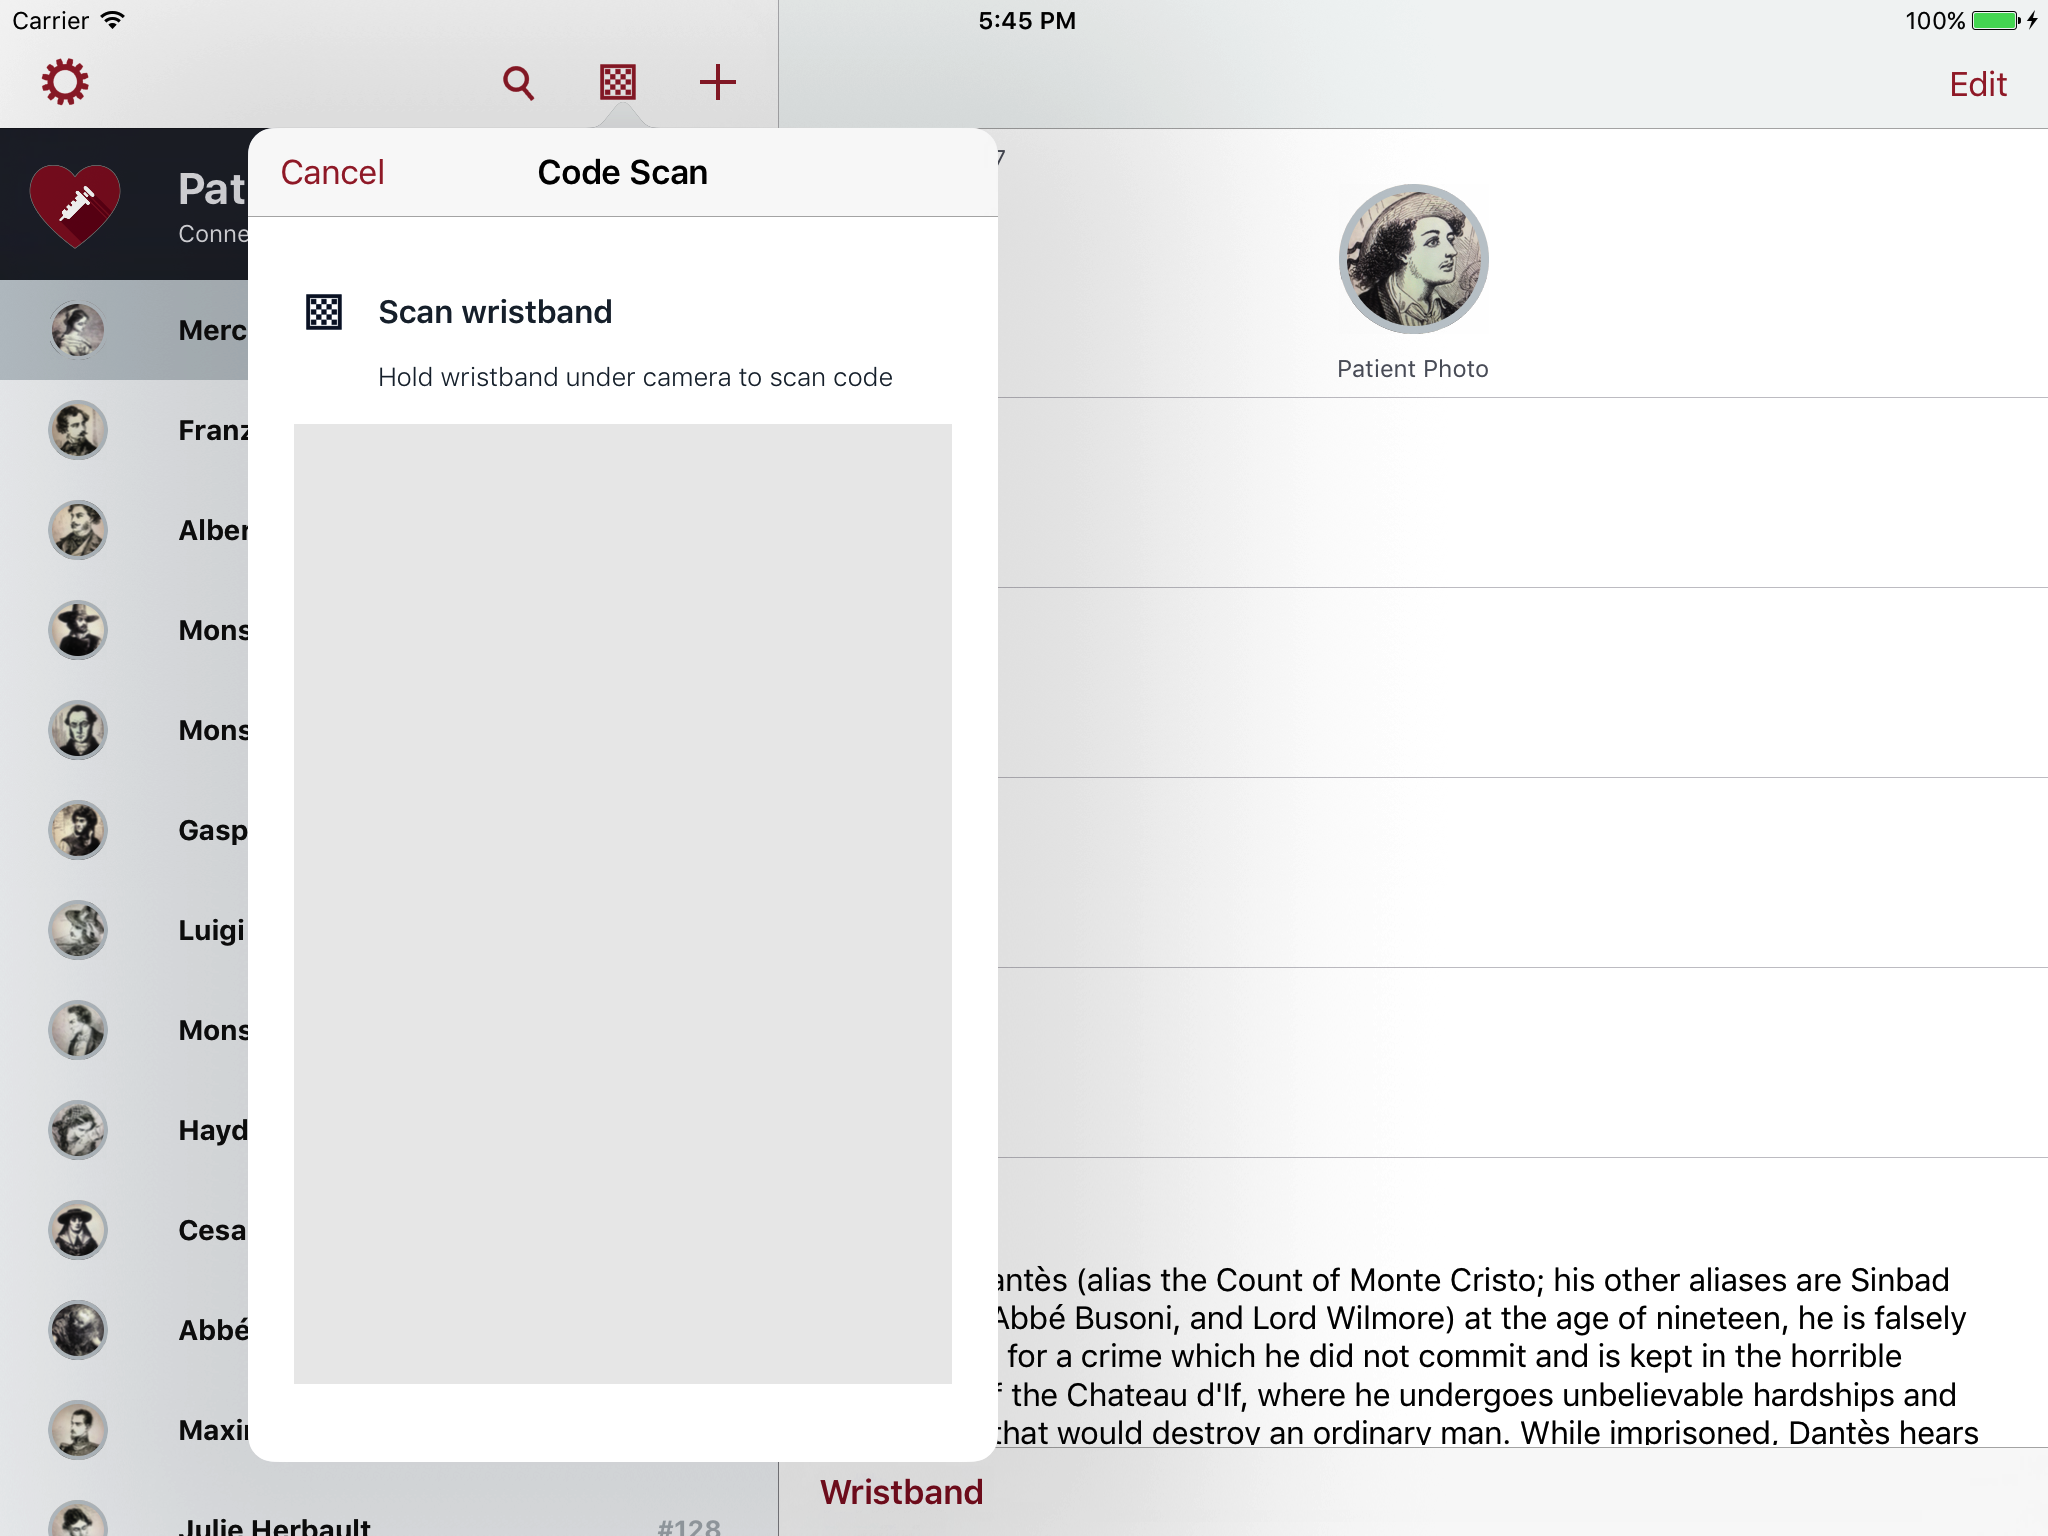 Carrier
5:45 PM
100%
Edit
Cancel
Code Scan
Scan wristband
Hold wristband under camera to scan code
Pat
Conne
Merc
Franz
Alber
Mons
Mons
Gasp
Luigi
Mons
Hayd
Cesa
Abbé
Maxi
Julie Herbault #128
7
Patient Photo
antès (alias the Count of Monte Cristo; his other aliases are Sinbad
Abbé Busoni, and Lord Wilmore) at the age of nineteen, he is falsely
for a crime which he did not commit and is kept in the horrible
f the Chateau d'If, where he undergoes unbelievable hardships and
that would destroy an ordinary man. While imprisoned, Dantès hears
Wristband